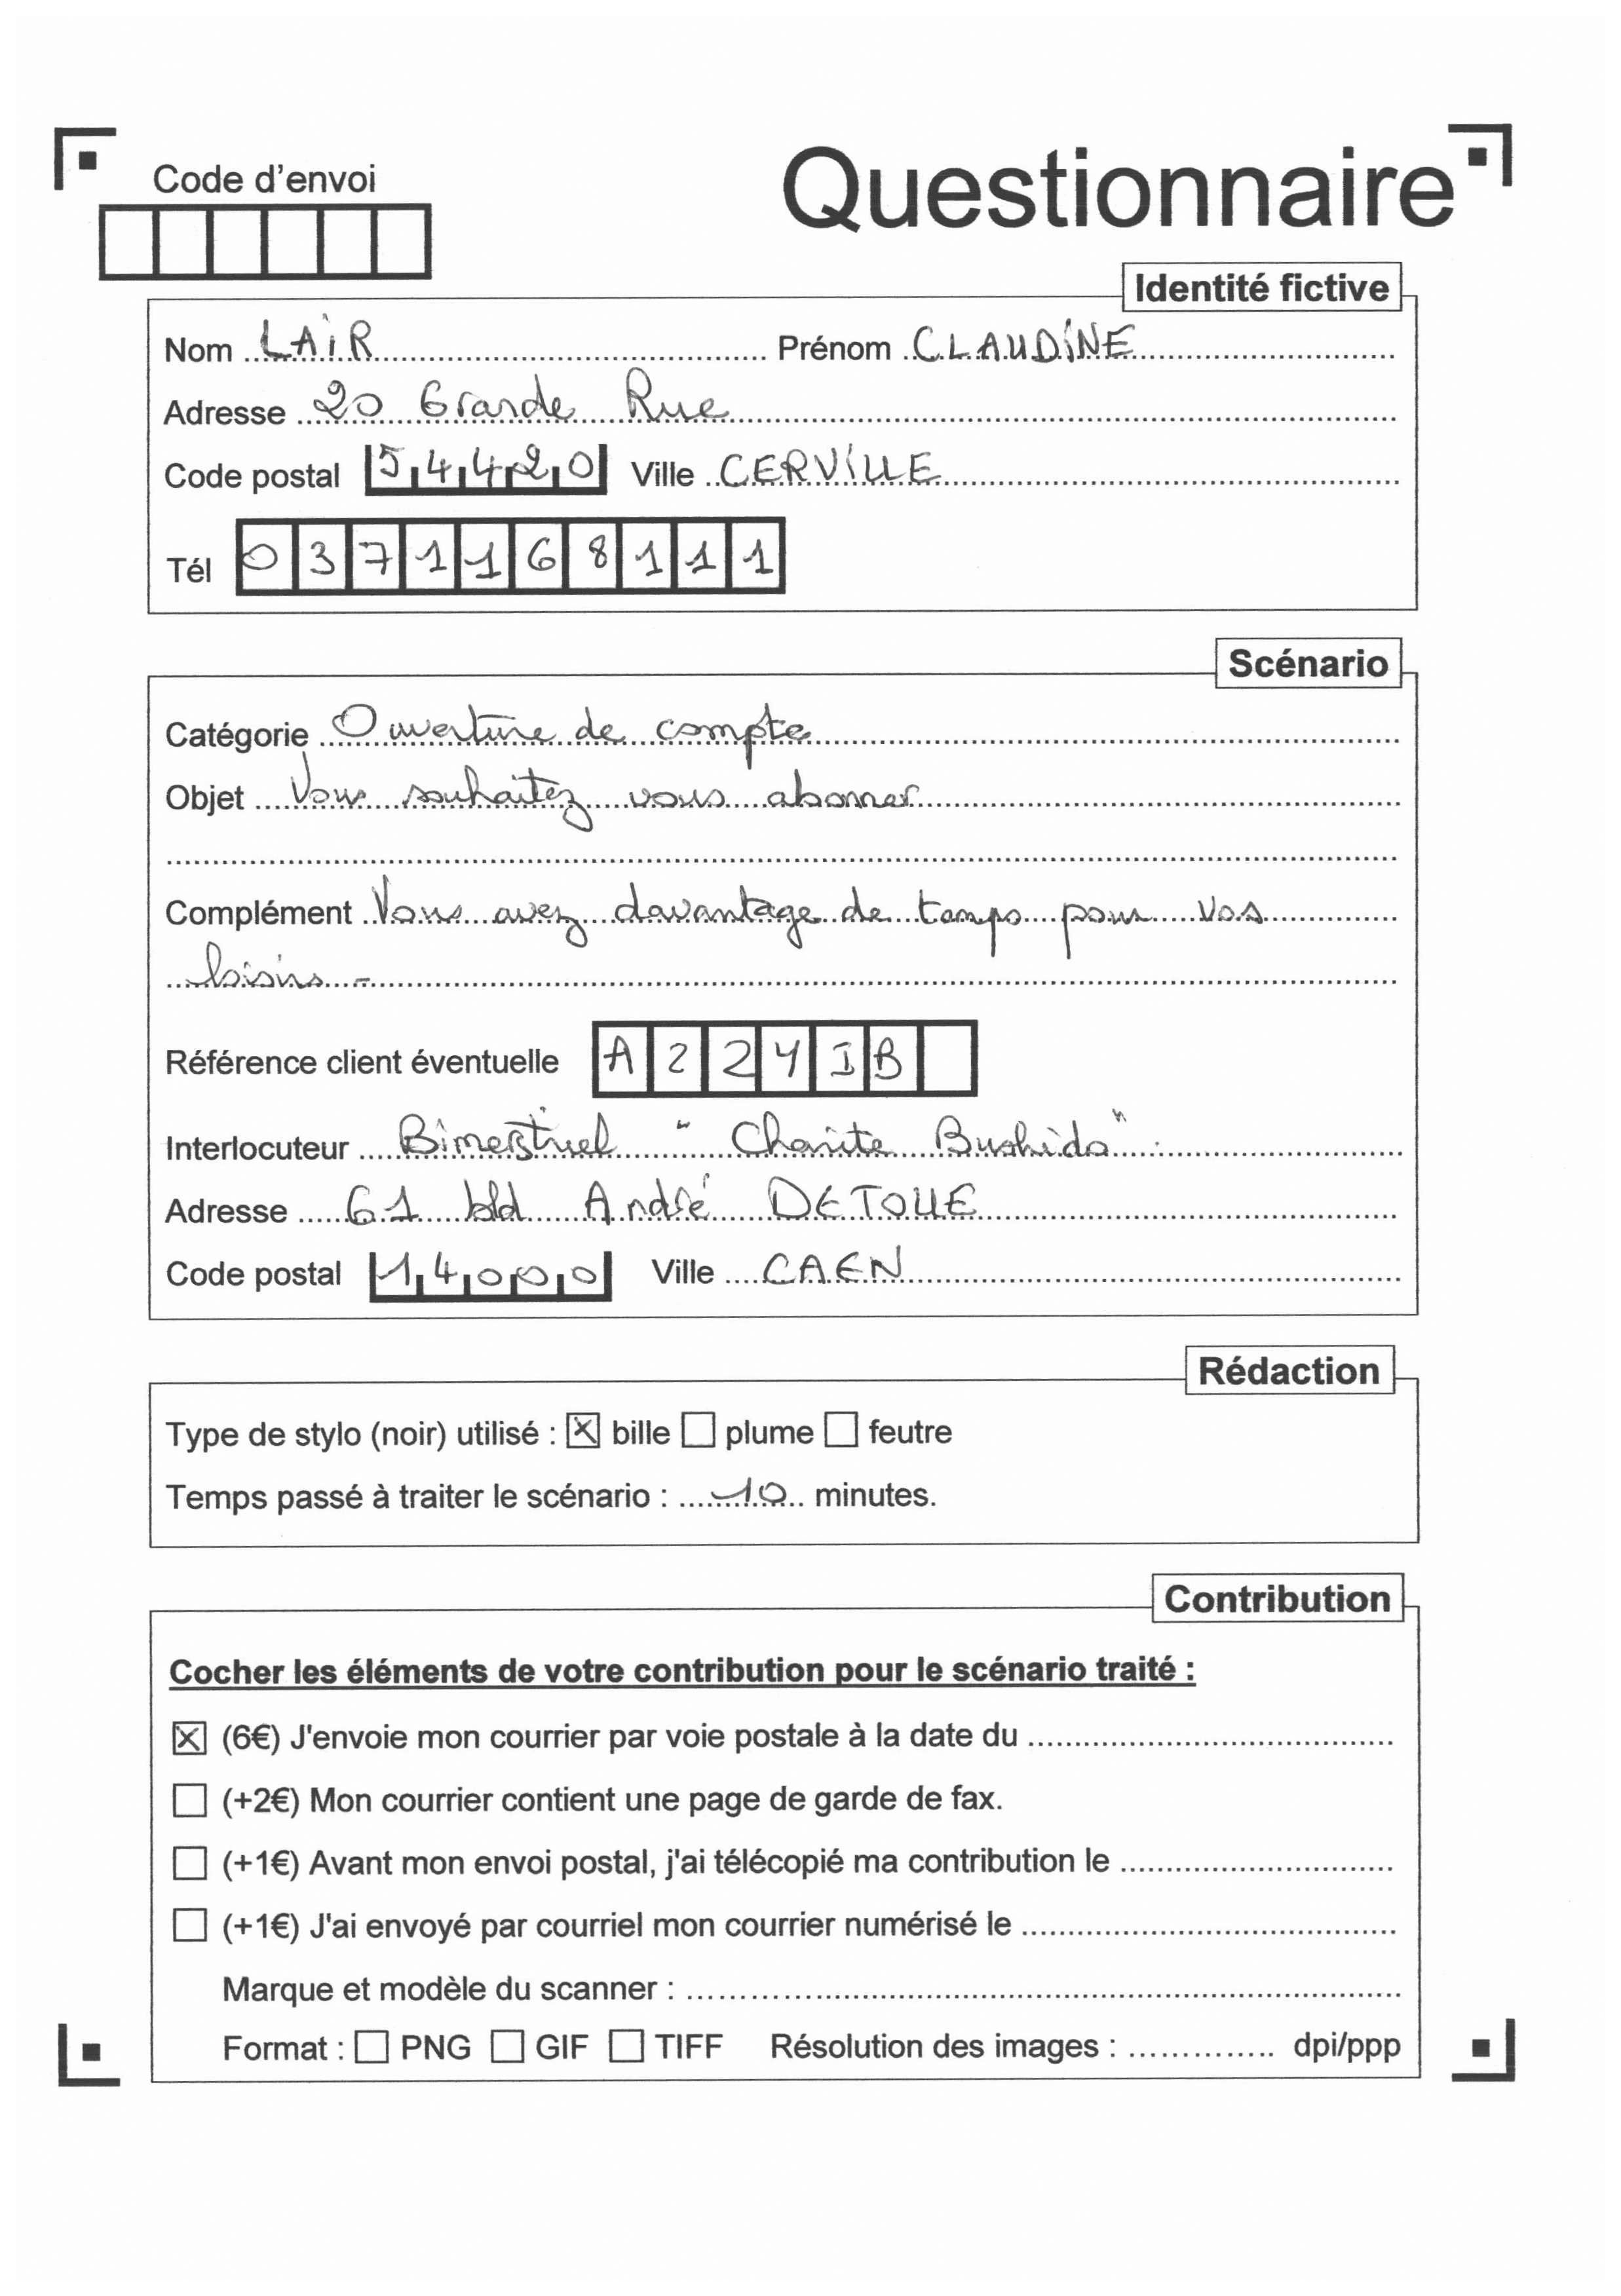 Code d'envoi
Questionnaire
Identité fictive
Nom LAIR Prénom CLAUDINE
Adresse 20 Grande Rue
Code postal 54420 Ville CERVILLE
Tél 0371168111
Scénario
Catégorie Ouverture de compte
Objet Vous souhaitez vous abonner
Complément Vous avez davantage de temps pour vos
loisirs -
Référence client éventuelle A224IB
Interlocuteur Bimestriel "Charite Bushido".
Adresse 61 bld André DETOLLE
Code postal 14000 Ville CAEN
Rédaction
Type de stylo (noir) utilisé : ☒ bille ☐ plume ☐ feutre
Temps passé à traiter le scénario : 10 minutes.
Contribution
Cocher les éléments de votre contribution pour le scénario traité :
☒ (6€) J'envoie mon courrier par voie postale à la date du
☐ (+2€) Mon courrier contient une page de garde de fax.
☐ (+1€) Avant mon envoi postal, j'ai télécopié ma contribution le
☐ (+1€) J'ai envoyé par courriel mon courrier numérisé le
Marque et modèle du scanner :
Format : ☐ PNG ☐ GIF ☐ TIFF Résolution des images : dpi/ppp